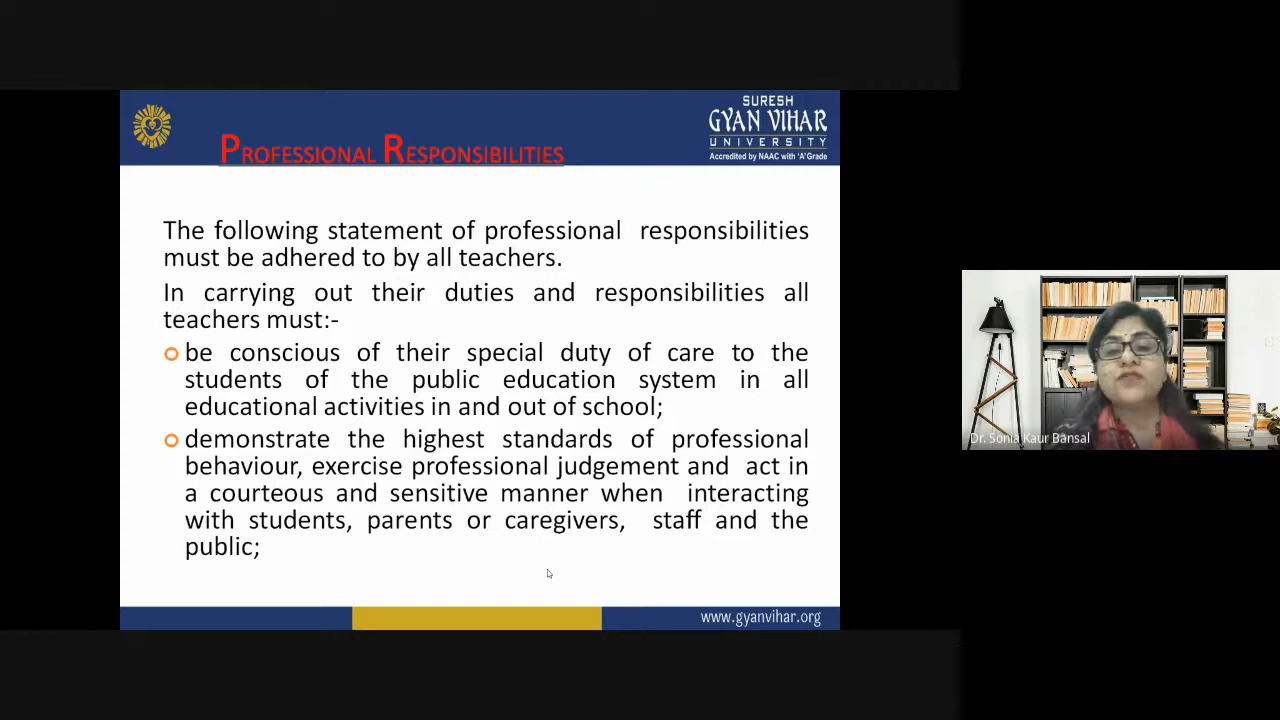 SURESH
GYAN VIHAR
UNIVERSITY
Accredited by NAAC with 'A' Grade
PROFESSIONAL RESPONSIBILITIES
The following statement of professional responsibilities
must be adhered to by all teachers.
In carrying out their duties and responsibilities all
teachers must:-
be conscious of their special duty of care to the
students of the public education system in all
educational activities in and out of school;
demonstrate the highest standards of professional
behaviour, exercise professional judgement and act in
a courteous and sensitive manner when interacting
with students, parents or caregivers, staff and the
public;
www.gyanvihar.org
Dr. Sonia Kaur Bansal